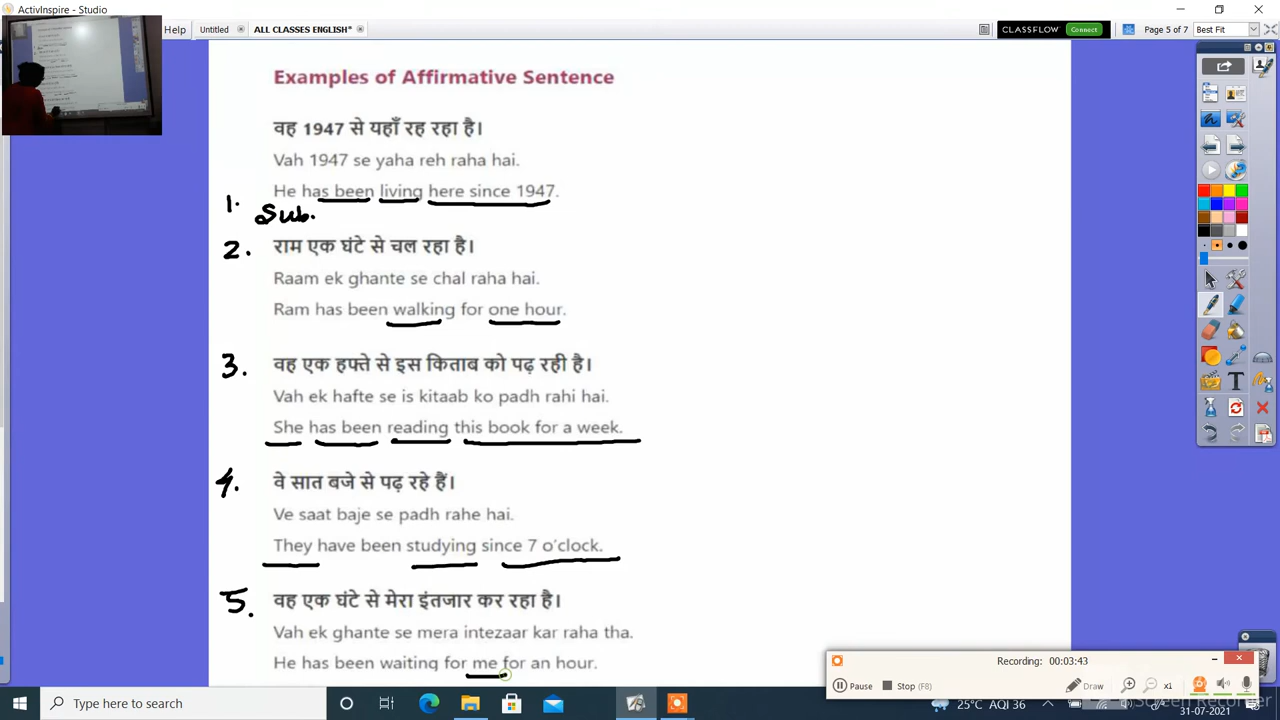 ActivInspire - Studio
Help
Untitled
ALL CLASSES ENGLISH*
CLASSFLOW
Connect
Page 5 of 7
Best Fit
Examples of Affirmative Sentence
वह 1947 से यहाँ रह रहा है।
Vah 1947 se yaha reh raha hai.
He has been living here since 1947.
1.
Sub.
2. राम एक घंटे से चल रहा है।
Raam ek ghante se chal raha hai.
Ram has been walking for one hour.
3. वह एक हफ्ते से इस किताब को पढ़ रही है।
Vah ek hafte se is kitaab ko padh rahi hai.
She has been reading this book for a week.
4. वे सात बजे से पढ़ रहे हैं।
Ve saat baje se padh rahe hai.
They have been studying since 7 o'clock.
5. वह एक घंटे से मेरा इंतजार कर रहा है।
Vah ek ghante se mera intezaar kar raha tha.
He has been waiting for me for an hour.
Recording: 00:03:43
Pause
Stop (F8)
Draw
x1
Type here to search
25°C AQI 36
31-07-2021